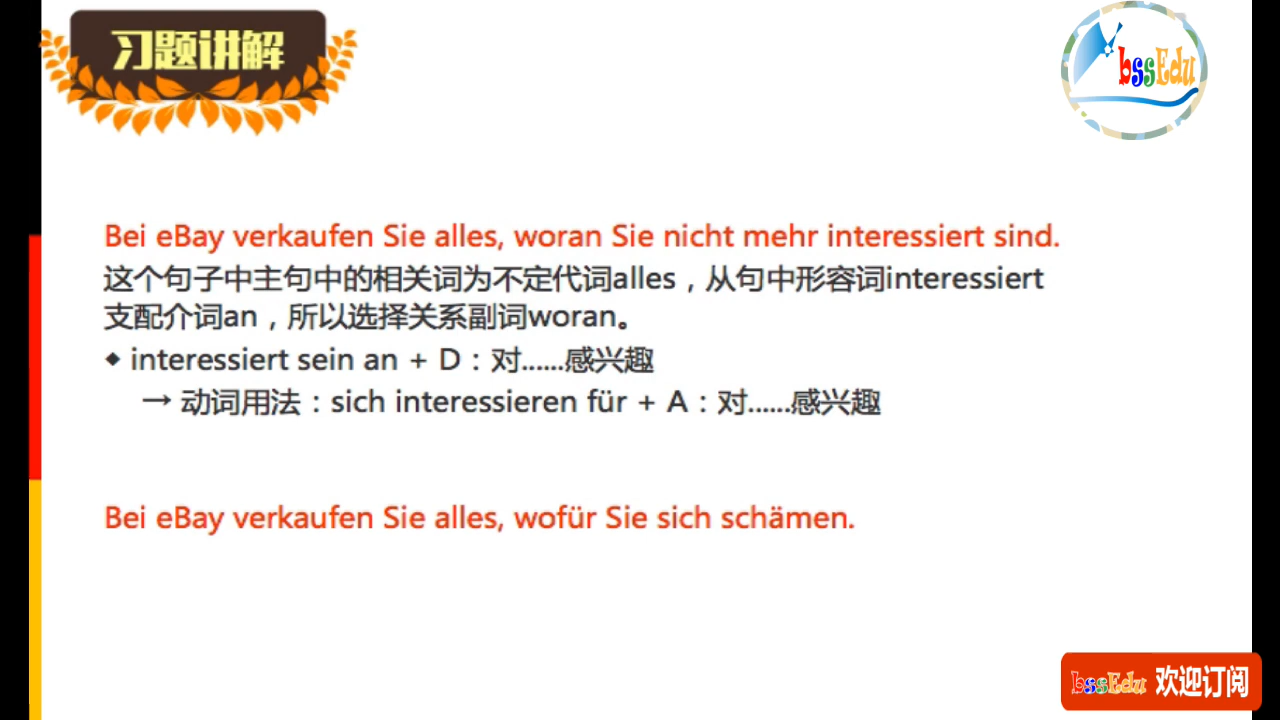 习题讲解
bssEdu
Bei eBay verkaufen Sie alles, woran Sie nicht mehr interessiert sind.
这个句子中主句中的相关词为不定代词alles，从句中形容词interessiert
支配介词an，所以选择关系副词woran。
◆ interessiert sein an + D：对......感兴趣
→ 动词用法：sich interessieren für + A：对......感兴趣
Bei eBay verkaufen Sie alles, wofür Sie sich schämen.
bssEdu 欢迎订阅